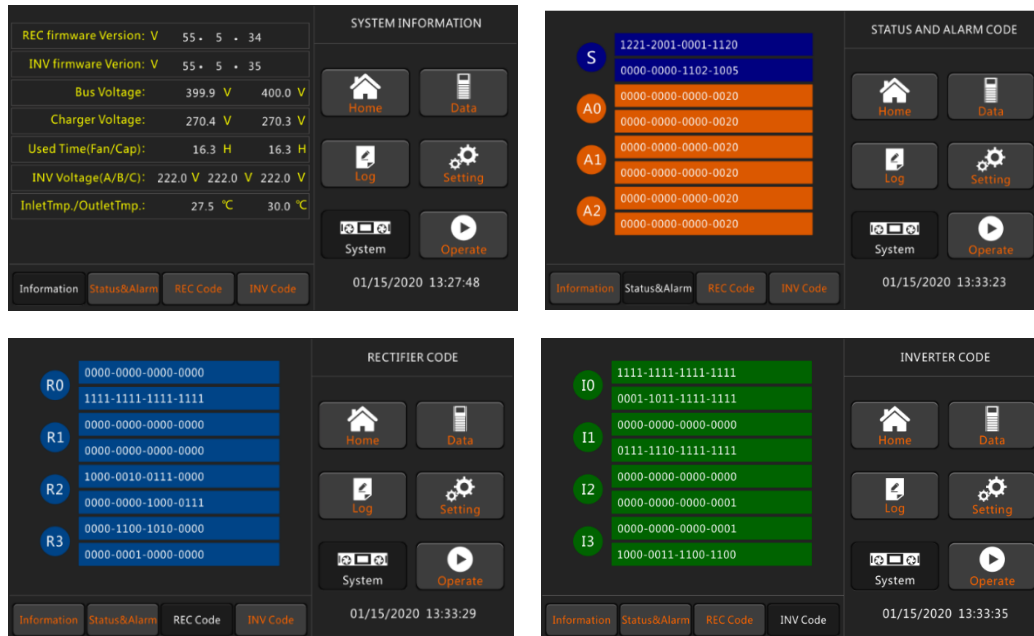 SYSTEM INFORMATION
REC firmware Version: V 55. 5 . 34
INV firmware Verion: V 55. 5 . 35
Bus Voltage: 399.9 V 400.0 V
Charger Voltage: 270.4 V 270.3 V
Used Time(Fan/Cap): 16.3 H 16.3 H
INV Voltage(A/B/C): 222.0 V 222.0 V 222.0 V
InletTmp./OutletTmp.: 27.5 ℃ 30.0 ℃
Home Data
Log Setting
System Operate
Information Status&Alarm REC Code INV Code
01/15/2020 13:27:48
STATUS AND ALARM CODE
S
1221-2001-0001-1120
0000-0000-1102-1005
A0
0000-0000-0000-0020
0000-0000-0000-0020
A1
0000-0000-0000-0020
0000-0000-0000-0020
A2
0000-0000-0000-0020
0000-0000-0000-0020
Home Data
Log Setting
System Operate
Information Status&Alarm REC Code INV Code
01/15/2020 13:33:23
RECTIFIER CODE
R0
0000-0000-0000-0000
1111-1111-1111-1111
R1
0000-0000-0000-0000
0000-0000-0000-0000
R2
1000-0010-0111-0000
0000-0000-1000-0111
R3
0000-1100-1010-0000
0000-0001-0000-0000
Home Data
Log Setting
System Operate
Information Status&Alarm REC Code INV Code
01/15/2020 13:33:29
INVERTER CODE
I0
1111-1111-1111-1111
0001-1011-1111-1111
I1
0000-0000-0000-0000
0111-1110-1111-1111
I2
0000-0000-0000-0000
0000-0000-0000-0001
I3
0000-0000-0000-0001
1000-0011-1100-1100
Home Data
Log Setting
System Operate
Information Status&Alarm REC Code INV Code
01/15/2020 13:33:35